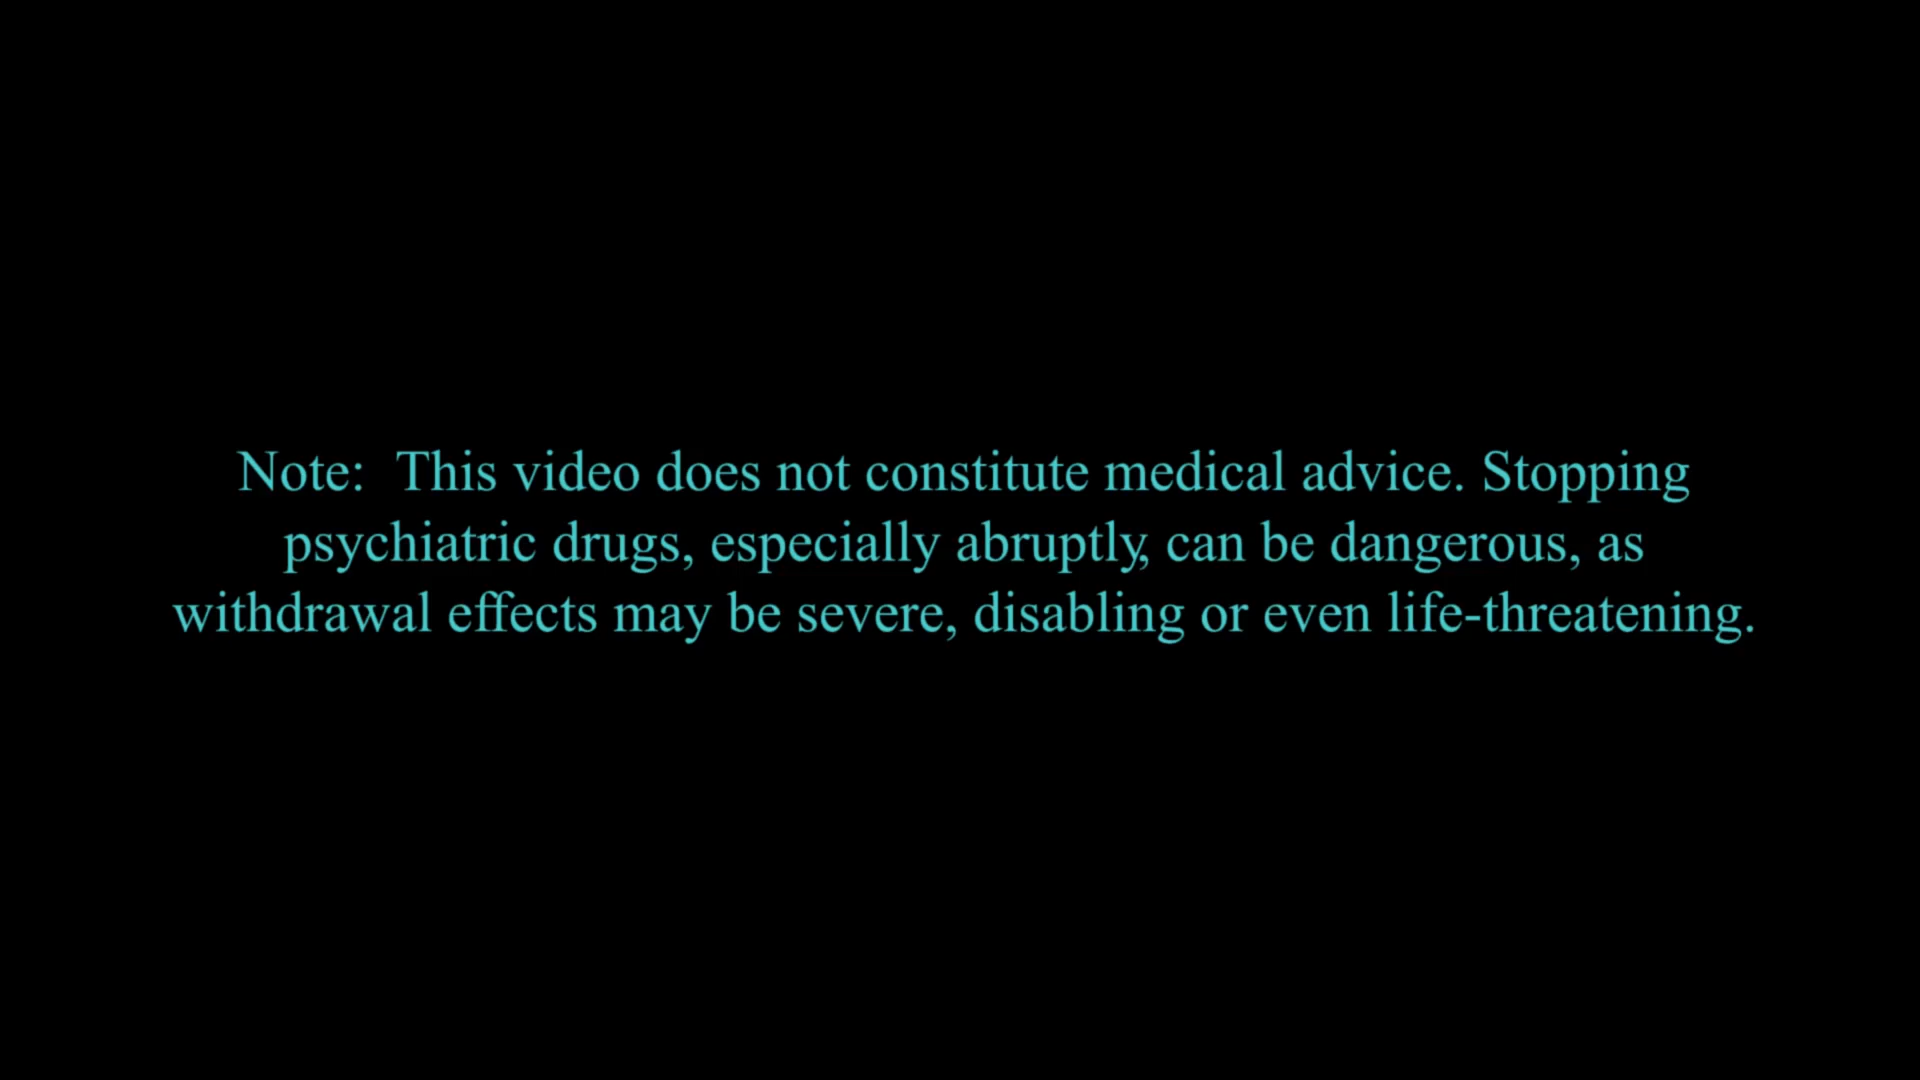 Note:  This video does not constitute medical advice. Stopping
psychiatric drugs, especially abruptly, can be dangerous, as
withdrawal effects may be severe, disabling or even life-threatening.